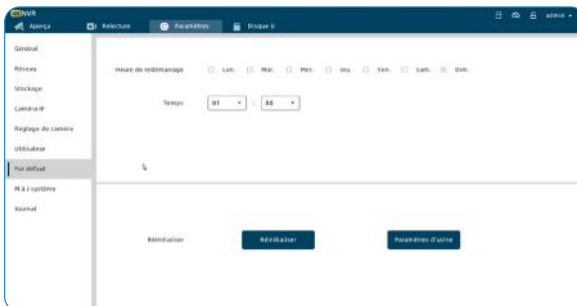 NVR
Aperçu Relecture Paramètres Disque U admin
Général
Réseau
Stockage
Caméra IP
Réglage de caméra
Utilisateur
Par défaut
M à J système
Journal
Heure de redémarrage Lun. Mar. Mer. Jeu. Ven. Sam. Dim.
Temps 01 : 00
Réinitialiser Réinitialiser Paramètres d'usine